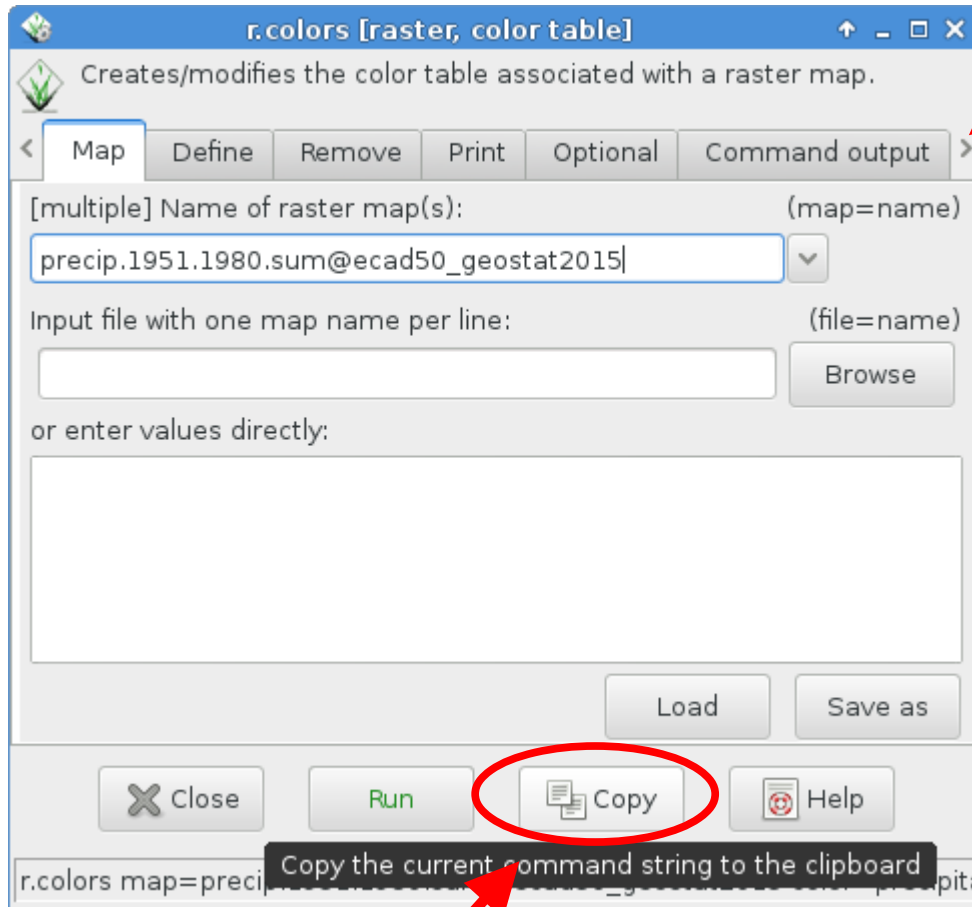 r.colors [raster, color table]
Creates/modifies the color table associated with a raster map.
Map Define Remove Print Optional Command output
[multiple] Name of raster map(s): (map=name)
precip.1951.1980.sum@ecad50_geostat2015
Input file with one map name per line: (file=name)
Browse
or enter values directly:
Load Save as
Close Run Copy Help
Copy the current command string to the clipboard
r.colors map=preci